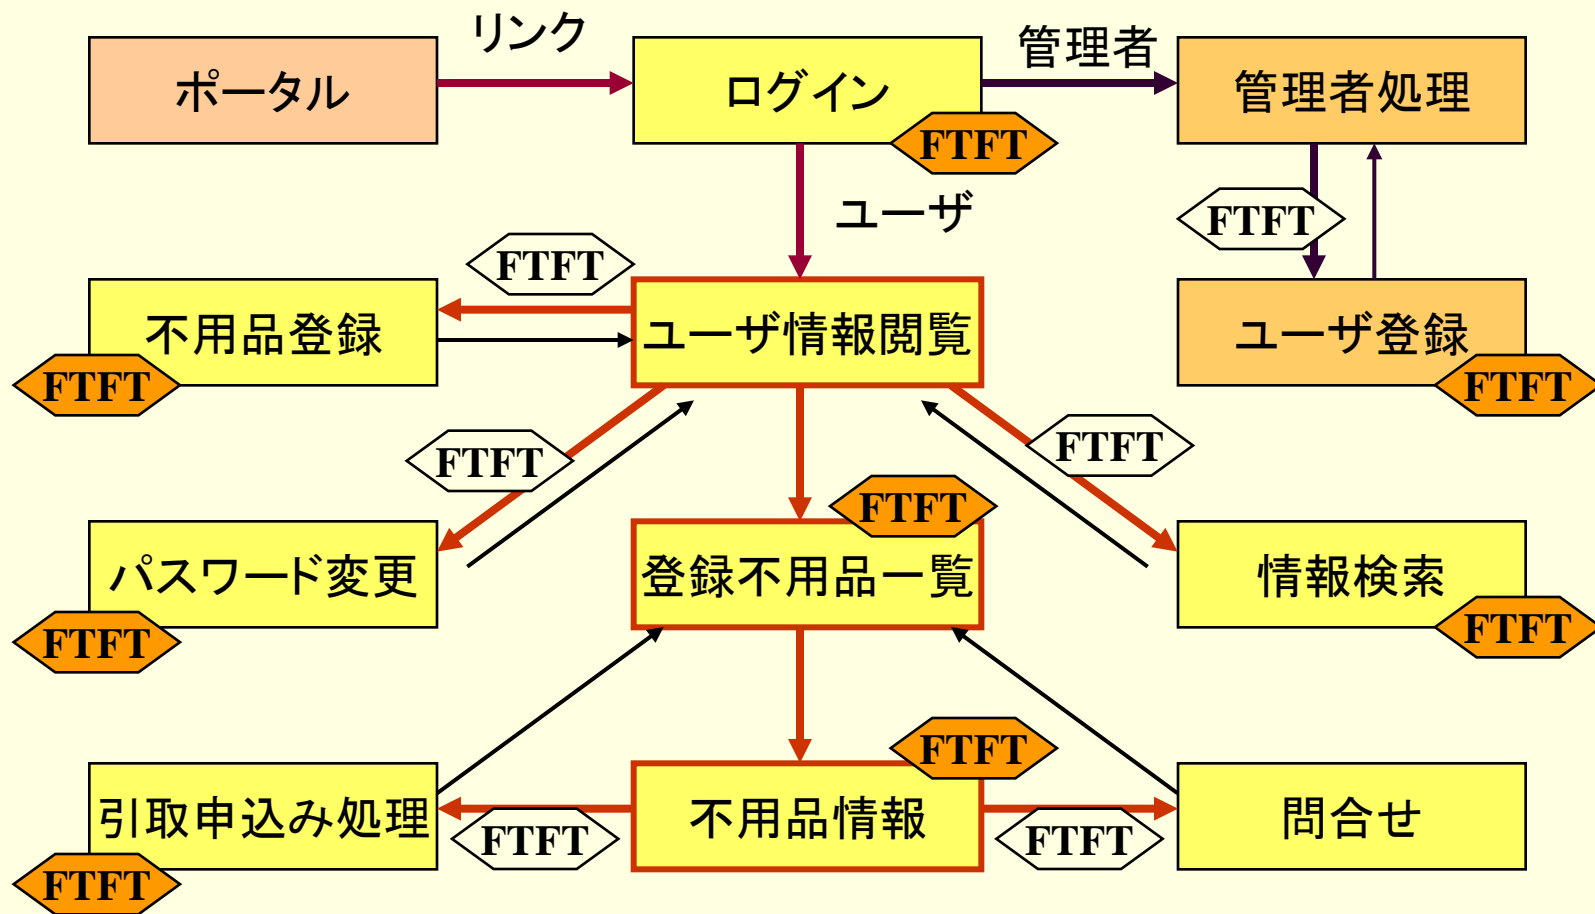 リンク
管理者
ポータル
ログイン
管理者処理
FTFT
ユーザ
FTFT
FTFT
不用品登録
ユーザ情報閲覧
ユーザ登録
FTFT
FTFT
FTFT
FTFT
FTFT
パスワード変更
登録不用品一覧
情報検索
FTFT
FTFT
FTFT
引取申込み処理
不用品情報
問合せ
FTFT
FTFT
FTFT